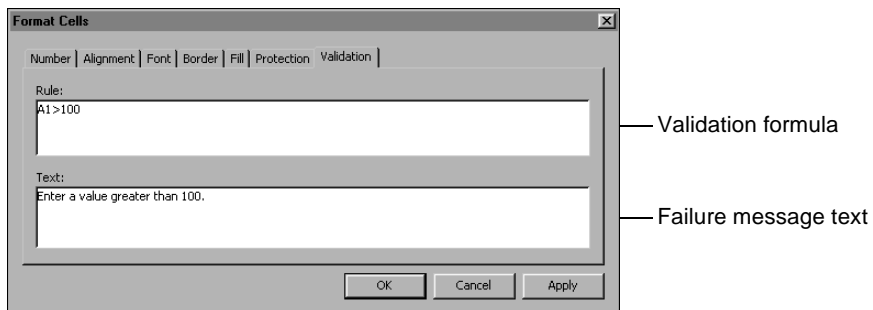 Format Cells
Number Alignment Font Border Fill Protection Validation
Rule:
A1>100
Validation formula
Text:
Enter a value greater than 100.
Failure message text
OK Cancel Apply